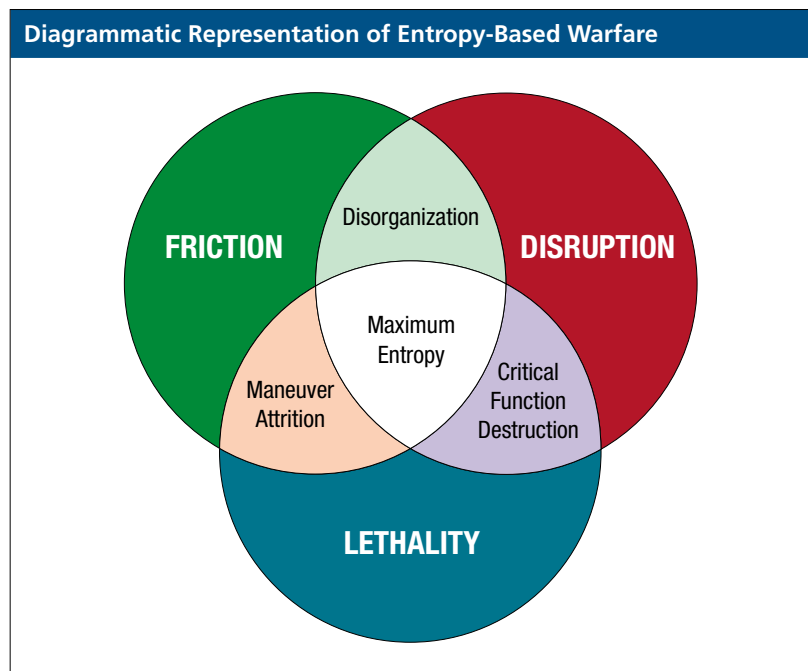 Diagrammatic Representation of Entropy-Based Warfare
Disorganization
FRICTION
DISRUPTION
Maximum
Entropy
Maneuver
Attrition
Critical
Function
Destruction
LETHALITY